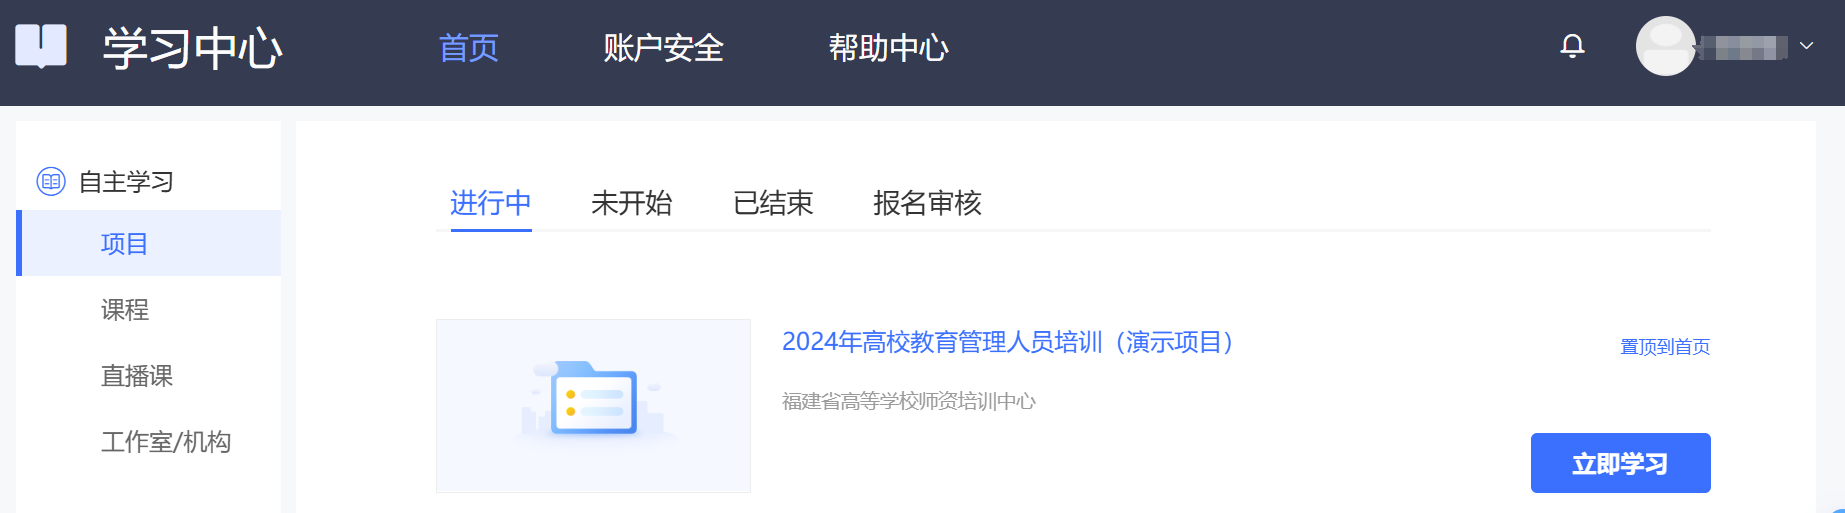 学习中心 首页 账户安全 帮助中心
自主学习
项目
课程
直播课
工作室/机构
进行中 未开始 已结束 报名审核
2024年高校教育管理人员培训（演示项目）
置顶到首页
福建省高等学校师资培训中心
立即学习